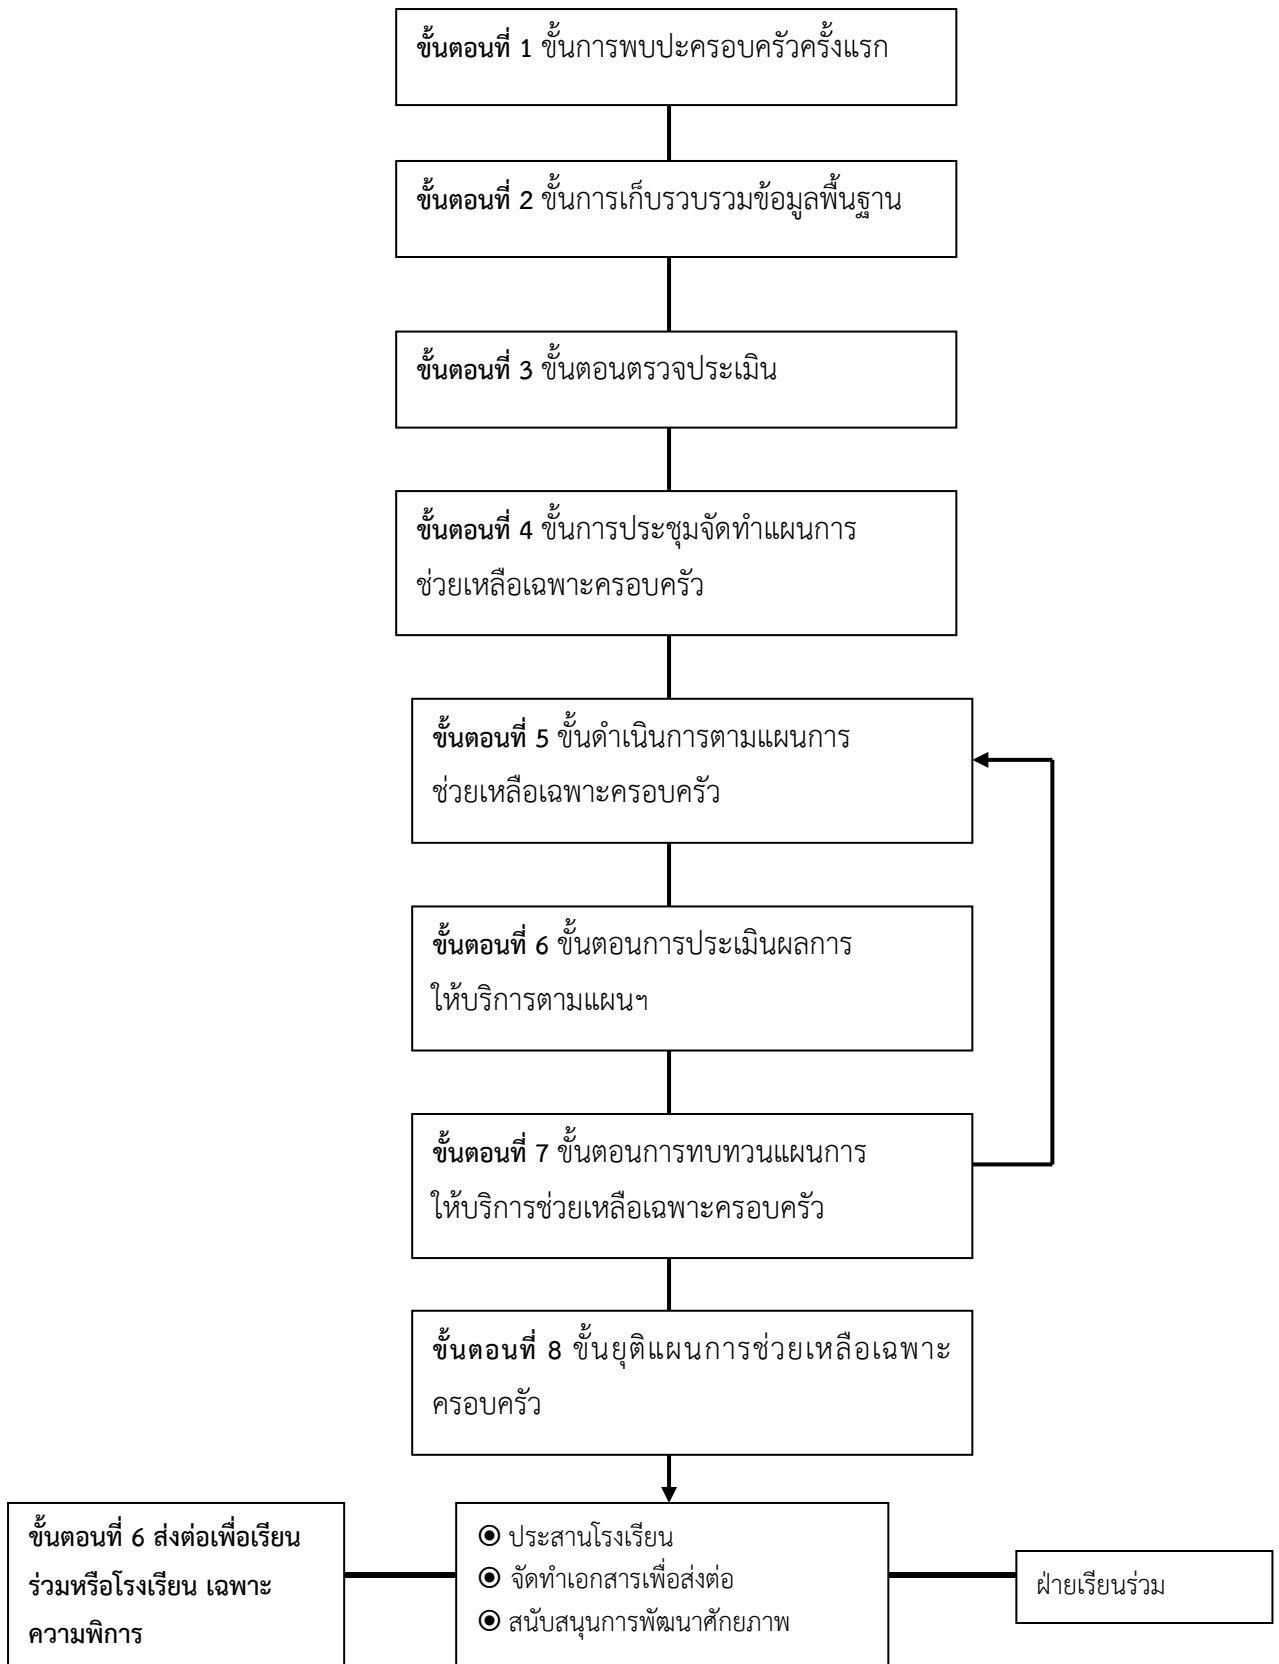 ขั้นตอนที่ 1 ขั้นการพบปะครอบครัวครั้งแรก
ขั้นตอนที่ 2 ขั้นการเก็บรวบรวมข้อมูลพื้นฐาน
ขั้นตอนที่ 3 ขั้นตอนตรวจประเมิน
ขั้นตอนที่ 4 ขั้นการประชุมจัดทำแผนการ
ช่วยเหลือเฉพาะครอบครัว
ขั้นตอนที่ 5 ขั้นดำเนินการตามแผนการ
ช่วยเหลือเฉพาะครอบครัว
ขั้นตอนที่ 6 ขั้นตอนการประเมินผลการ
ให้บริการตามแผนฯ
ขั้นตอนที่ 7 ขั้นตอนการทบทวนแผนการ
ให้บริการช่วยเหลือเฉพาะครอบครัว
ขั้นตอนที่ 8 ขั้นยุติแผนการช่วยเหลือเฉพาะ
ครอบครัว
ขั้นตอนที่ 6 ส่งต่อเพื่อเรียน
ร่วมหรือโรงเรียน เฉพาะ
ความพิการ
◉ ประสานโรงเรียน
◉ จัดทำเอกสารเพื่อส่งต่อ
◉ สนับสนุนการพัฒนาศักยภาพ
ฝ่ายเรียนร่วม